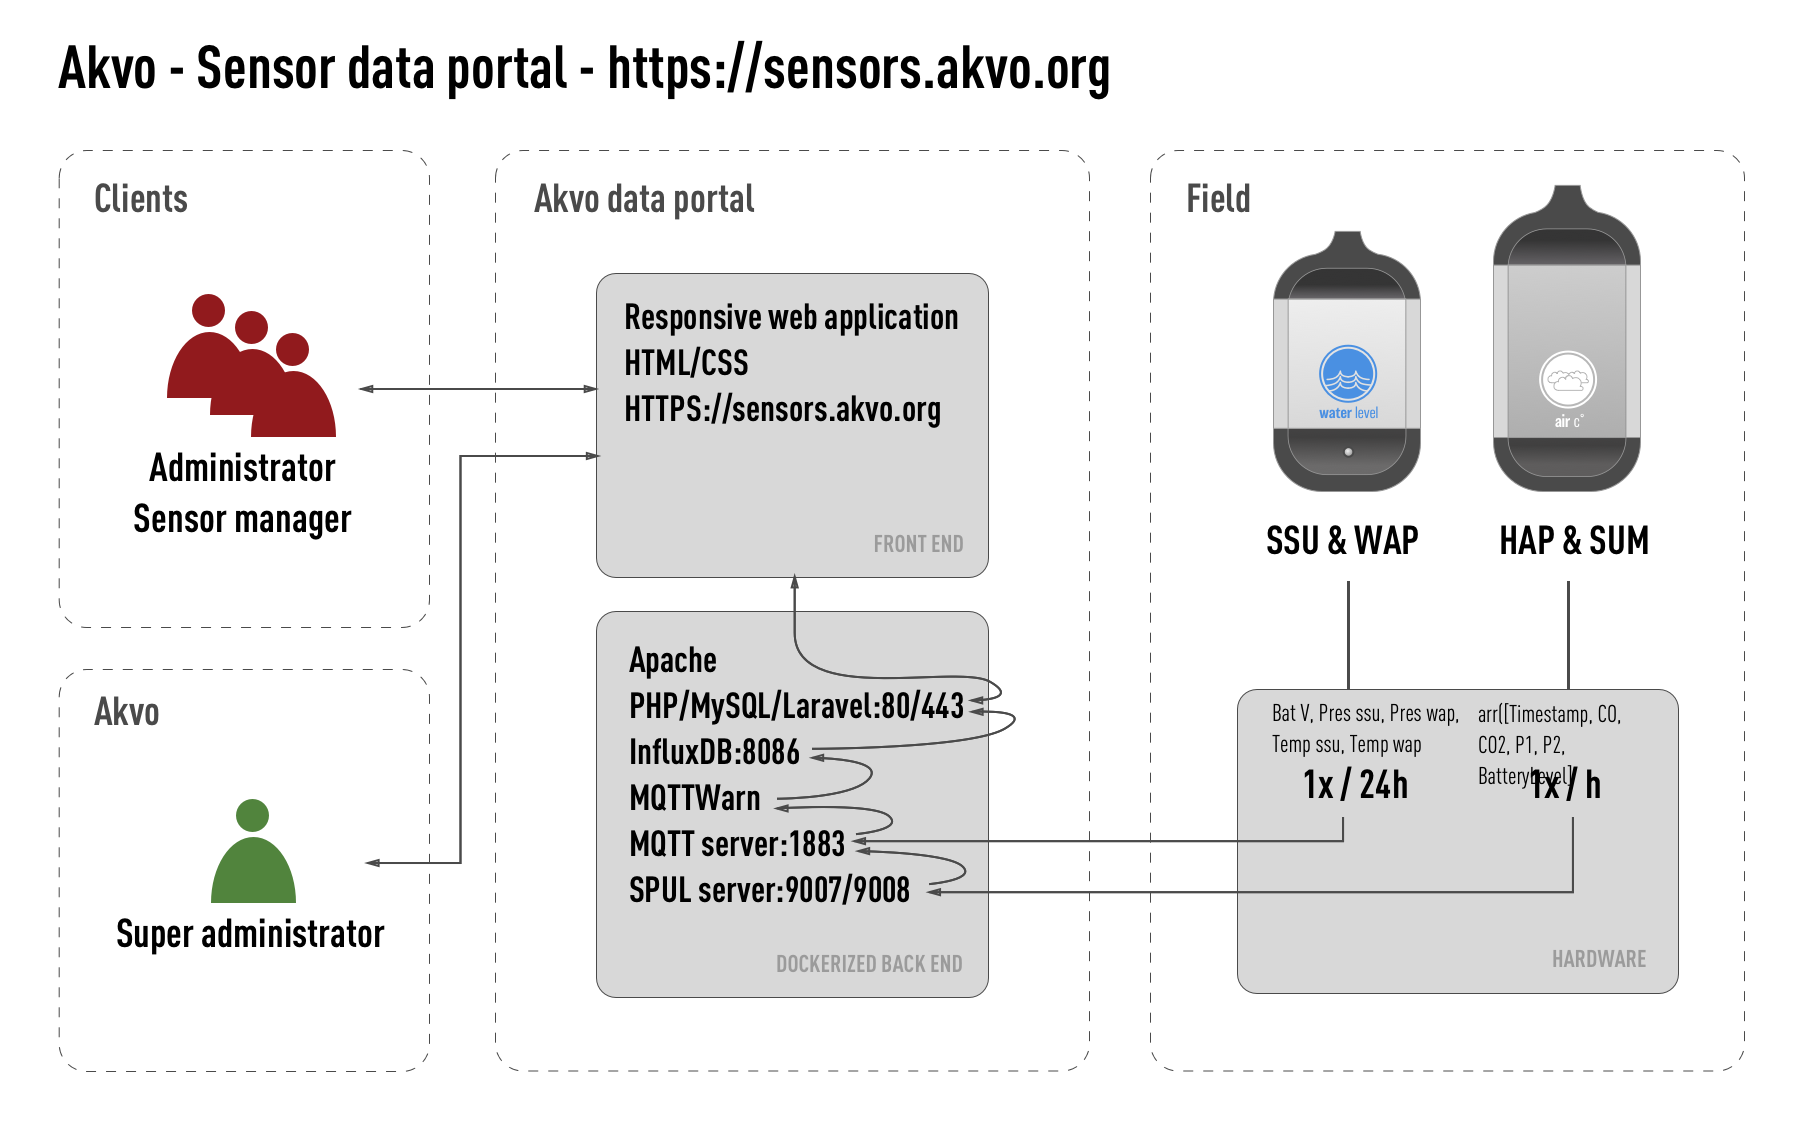 Akvo - Sensor data portal - https://sensors.akvo.org
Clients
Administrator
Sensor manager
Akvo
Super administrator
Akvo data portal
Responsive web application
HTML/CSS
HTTPS://sensors.akvo.org
FRONT END
Apache
PHP/MySQL/Laravel:80/443
InfluxDB:8086
MQTTWarn
MQTT server:1883
SPUL server:9007/9008
DOCKERIZED BACK END
Field
water level
air c°
SSU & WAP
HAP & SUM
Bat V, Pres ssu, Pres wap,
Temp ssu, Temp wap
1x / 24h
arr([Timestamp, CO,
CO2, P1, P2,
BatteryLevel]
1x / h
HARDWARE